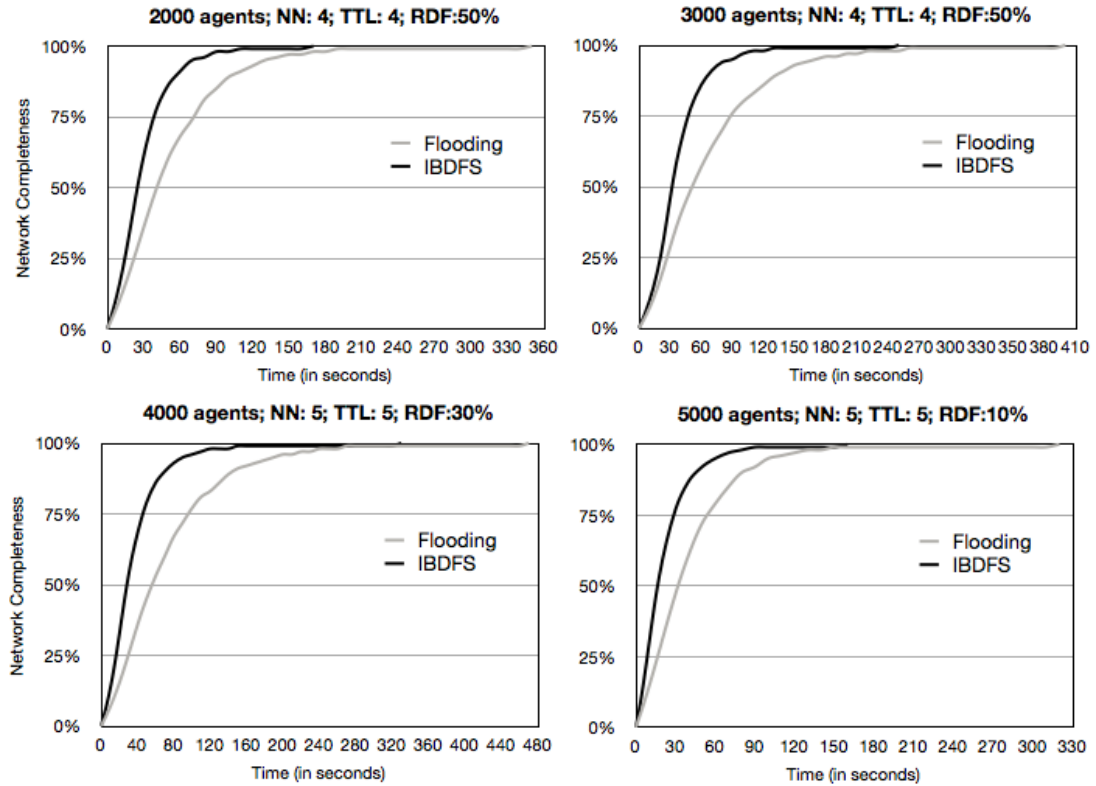 2000 agents; NN: 4; TTL: 4; RDF:50%
100%
75%
50%
25%
0%
Network Completeness
Flooding
IBDFS
0 30 60 90 120 150 180 210 240 270 300 330 360
Time (in seconds)
3000 agents; NN: 4; TTL: 4; RDF:50%
100%
75%
50%
25%
0%
Flooding
IBDFS
0 30 60 90 120 150 180 210 240 270 300 330 350 380 410
Time (in seconds)
4000 agents; NN: 5; TTL: 5; RDF:30%
100%
75%
50%
25%
0%
Network Completeness
Flooding
IBDFS
0 40 80 120 160 200 240 280 320 360 400 440 480
Time (in seconds)
5000 agents; NN: 5; TTL: 5; RDF:10%
100%
75%
50%
25%
0%
Flooding
IBDFS
0 30 60 90 120 150 180 210 240 270 300 330
Time (in seconds)